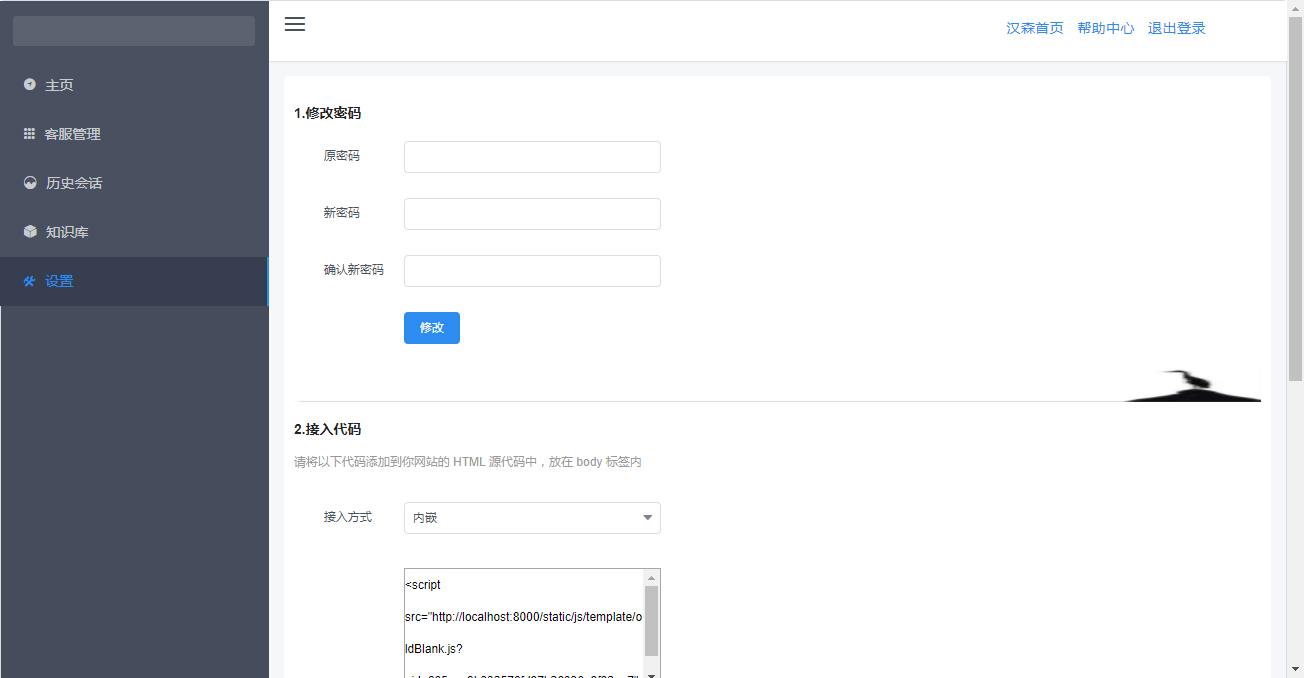 汉森首页 帮助中心 退出登录
主页
客服管理
历史会话
知识库
设置
1.修改密码
原密码
新密码
确认新密码
修改
2.接入代码
请将以下代码添加到你网站的 HTML 源代码中，放在 body 标签内
接入方式
内嵌
<script
src="http://localhost:8000/static/js/template/o
ldBlank.js?